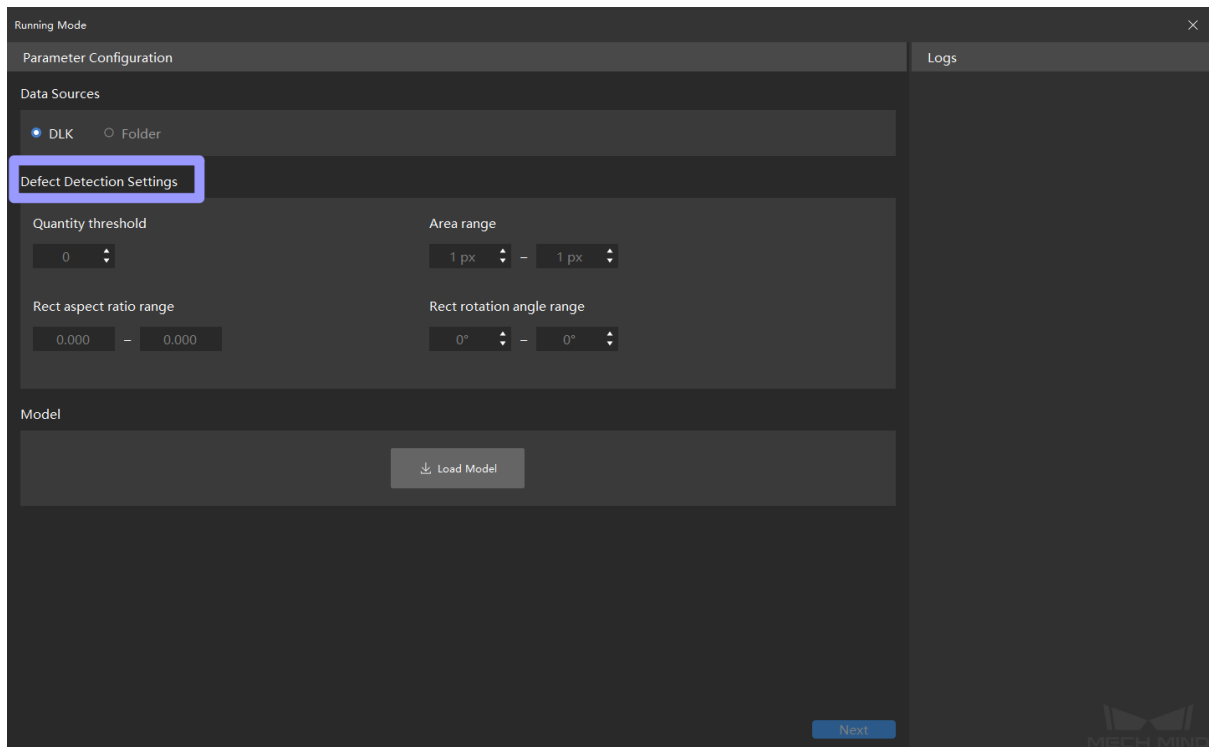 Running Mode
Parameter Configuration
Logs
Data Sources
DLK
Folder
Defect Detection Settings
Quantity threshold
Area range
0
1 px – 1 px
Rect aspect ratio range
Rect rotation angle range
0.000 – 0.000
0° – 0°
Model
Load Model
Next
MECH MIND